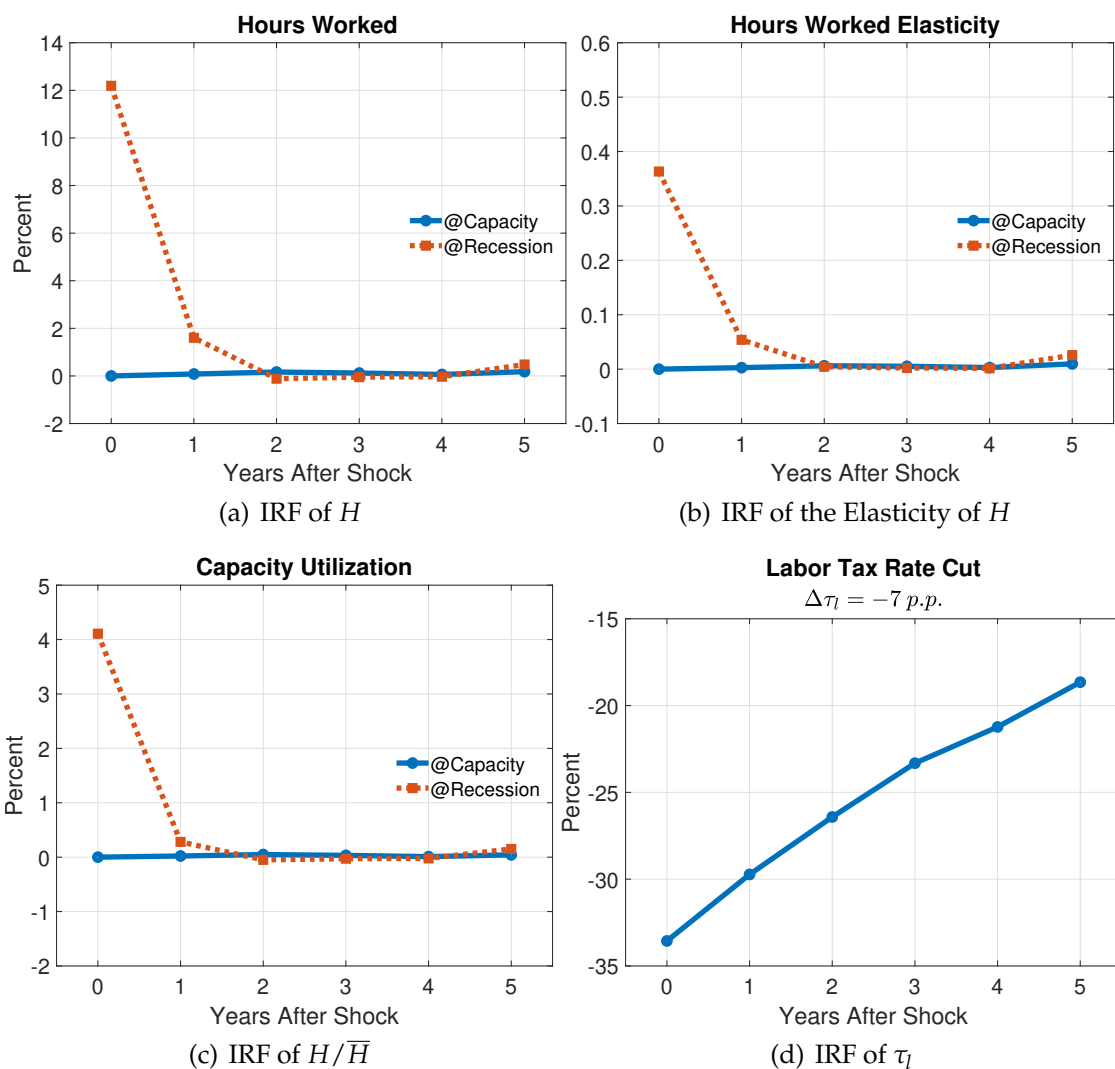 Hours Worked
14
12
10
8
6
4
2
0
-2
Percent
@Capacity
@Recession
0 1 2 3 4 5
Years After Shock
(a) IRF of H
Hours Worked Elasticity
0.6
0.5
0.4
0.3
0.2
0.1
0
-0.1
@Capacity
@Recession
0 1 2 3 4 5
Years After Shock
(b) IRF of the Elasticity of H
Capacity Utilization
5
4
3
2
1
0
-1
-2
Percent
@Capacity
@Recession
0 1 2 3 4 5
Years After Shock
(c) IRF of H/H̅
Labor Tax Rate Cut
Δτ_l = −7 p.p.
-15
-20
-25
-30
-35
Percent
0 1 2 3 4 5
Years After Shock
(d) IRF of τ_l